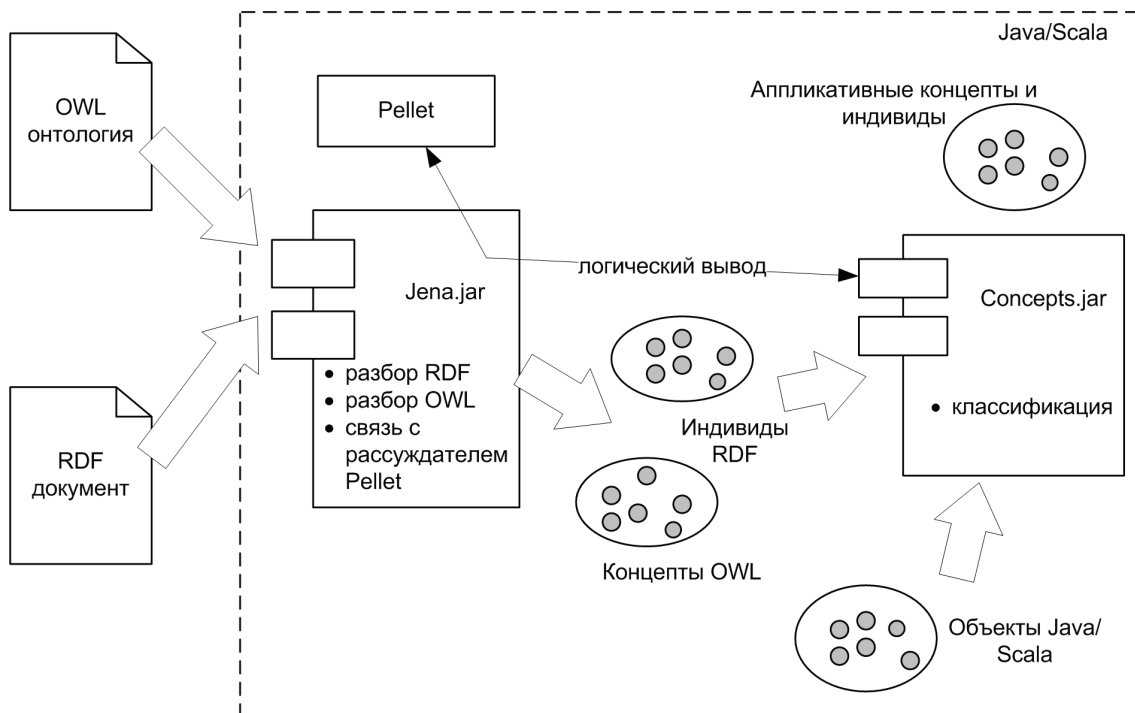 Java/Scala
OWL
онтология
Pellet
Аппликативные концепты и
индивиды
логический вывод
Jena.jar
Concepts.jar
• разбор RDF
• разбор OWL
• связь с
рассуждателем
Pellet
• классификация
Индивиды
RDF
RDF
документ
Концепты OWL
Объекты Java/
Scala